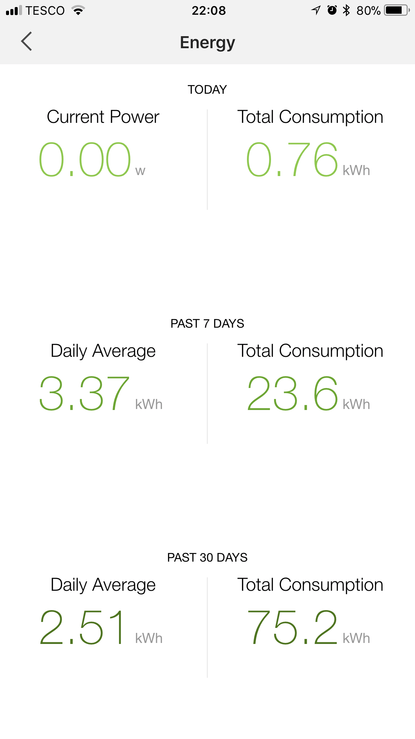 TESCO 22:08 80%
Energy
TODAY
Current Power Total Consumption
0.00 w 0.76 kWh
PAST 7 DAYS
Daily Average Total Consumption
3.37 kWh 23.6 kWh
PAST 30 DAYS
Daily Average Total Consumption
2.51 kWh 75.2 kWh